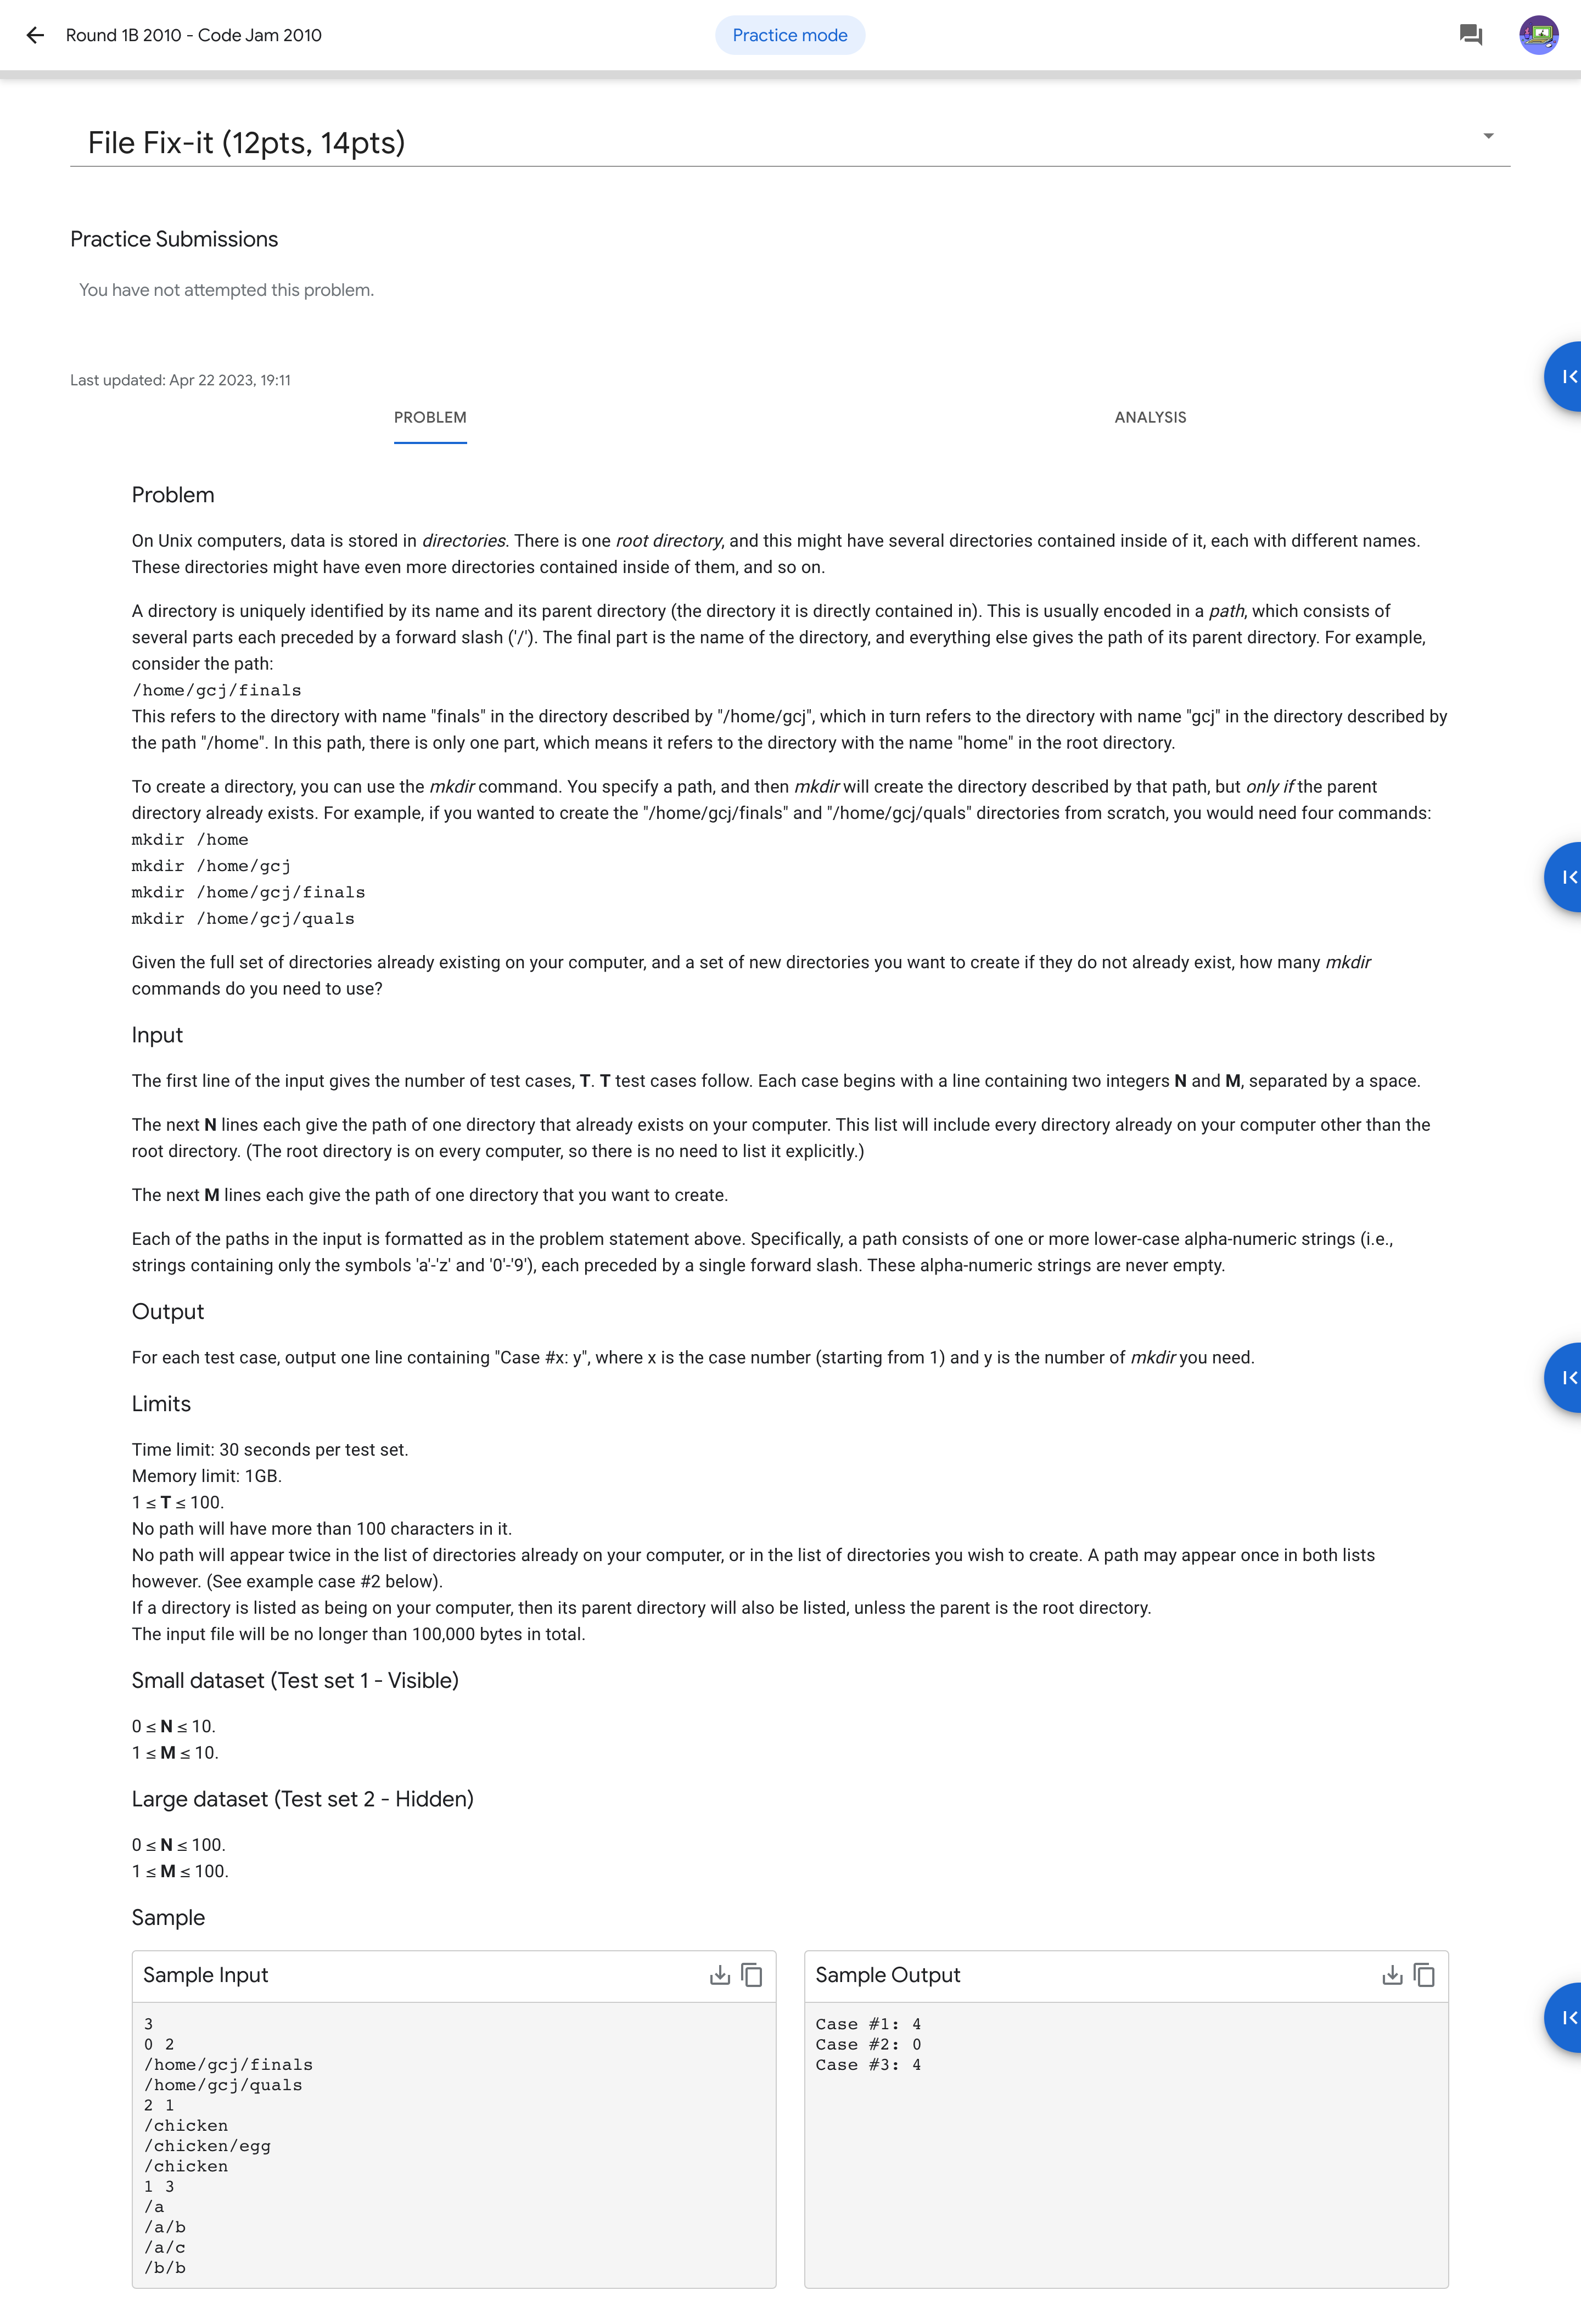 Round 1B 2010 - Code Jam 2010
Practice mode
File Fix-it (12pts, 14pts)
Practice Submissions
You have not attempted this problem.
Last updated: Apr 22 2023, 19:11
PROBLEM
ANALYSIS
Problem
On Unix computers, data is stored in directories. There is one root directory, and this might have several directories contained inside of it, each with different names.
These directories might have even more directories contained inside of them, and so on.
A directory is uniquely identified by its name and its parent directory (the directory it is directly contained in). This is usually encoded in a path, which consists of
several parts each preceded by a forward slash ('/'). The final part is the name of the directory, and everything else gives the path of its parent directory. For example,
consider the path:
/home/gcj/finals
This refers to the directory with name "finals" in the directory described by "/home/gcj", which in turn refers to the directory with name "gcj" in the directory described by
the path "/home". In this path, there is only one part, which means it refers to the directory with the name "home" in the root directory.
To create a directory, you can use the mkdir command. You specify a path, and then mkdir will create the directory described by that path, but only if the parent
directory already exists. For example, if you wanted to create the "/home/gcj/finals" and "/home/gcj/quals" directories from scratch, you would need four commands:
mkdir /home
mkdir /home/gcj
mkdir /home/gcj/finals
mkdir /home/gcj/quals
Given the full set of directories already existing on your computer, and a set of new directories you want to create if they do not already exist, how many mkdir
commands do you need to use?
Input
The first line of the input gives the number of test cases, T. T test cases follow. Each case begins with a line containing two integers N and M, separated by a space.
The next N lines each give the path of one directory that already exists on your computer. This list will include every directory already on your computer other than the
root directory. (The root directory is on every computer, so there is no need to list it explicitly.)
The next M lines each give the path of one directory that you want to create.
Each of the paths in the input is formatted as in the problem statement above. Specifically, a path consists of one or more lower-case alpha-numeric strings (i.e.,
strings containing only the symbols 'a'-'z' and '0'-'9'), each preceded by a single forward slash. These alpha-numeric strings are never empty.
Output
For each test case, output one line containing "Case #x: y", where x is the case number (starting from 1) and y is the number of mkdir you need.
Limits
Time limit: 30 seconds per test set.
Memory limit: 1GB.
1 ≤ T ≤ 100.
No path will have more than 100 characters in it.
No path will appear twice in the list of directories already on your computer, or in the list of directories you wish to create. A path may appear once in both lists
however. (See example case #2 below).
If a directory is listed as being on your computer, then its parent directory will also be listed, unless the parent is the root directory.
The input file will be no longer than 100,000 bytes in total.
Small dataset (Test set 1 - Visible)
0 ≤ N ≤ 10.
1 ≤ M ≤ 10.
Large dataset (Test set 2 - Hidden)
0 ≤ N ≤ 100.
1 ≤ M ≤ 100.
Sample
Sample Input
3
0 2
/home/gcj/finals
/home/gcj/quals
2 1
/chicken
/chicken/egg
/chicken
1 3
/a
/a/b
/a/c
/b/b
Sample Output
Case #1: 4
Case #2: 0
Case #3: 4